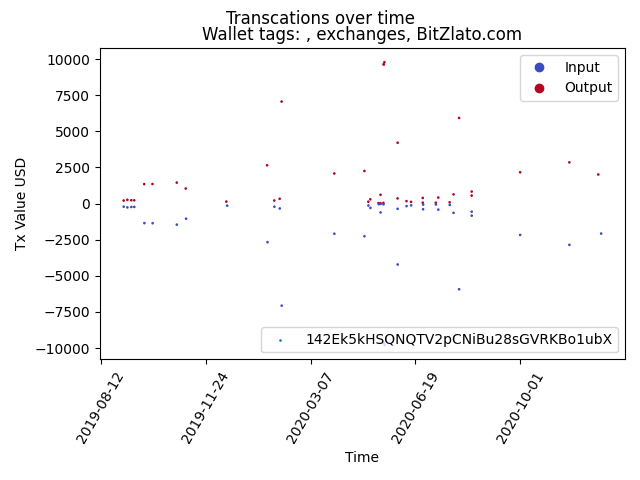 Transcations over time
Wallet tags: , exchanges, BitZlato.com
Input
Output
10000
7500
5000
2500
0
−2500
−5000
−7500
−10000
Tx Value USD
142Ek5kHSQNQTV2pCNiBu28sGVRKBo1ubX
2019-08-12
2019-11-24
2020-03-07
2020-06-19
2020-10-01
Time